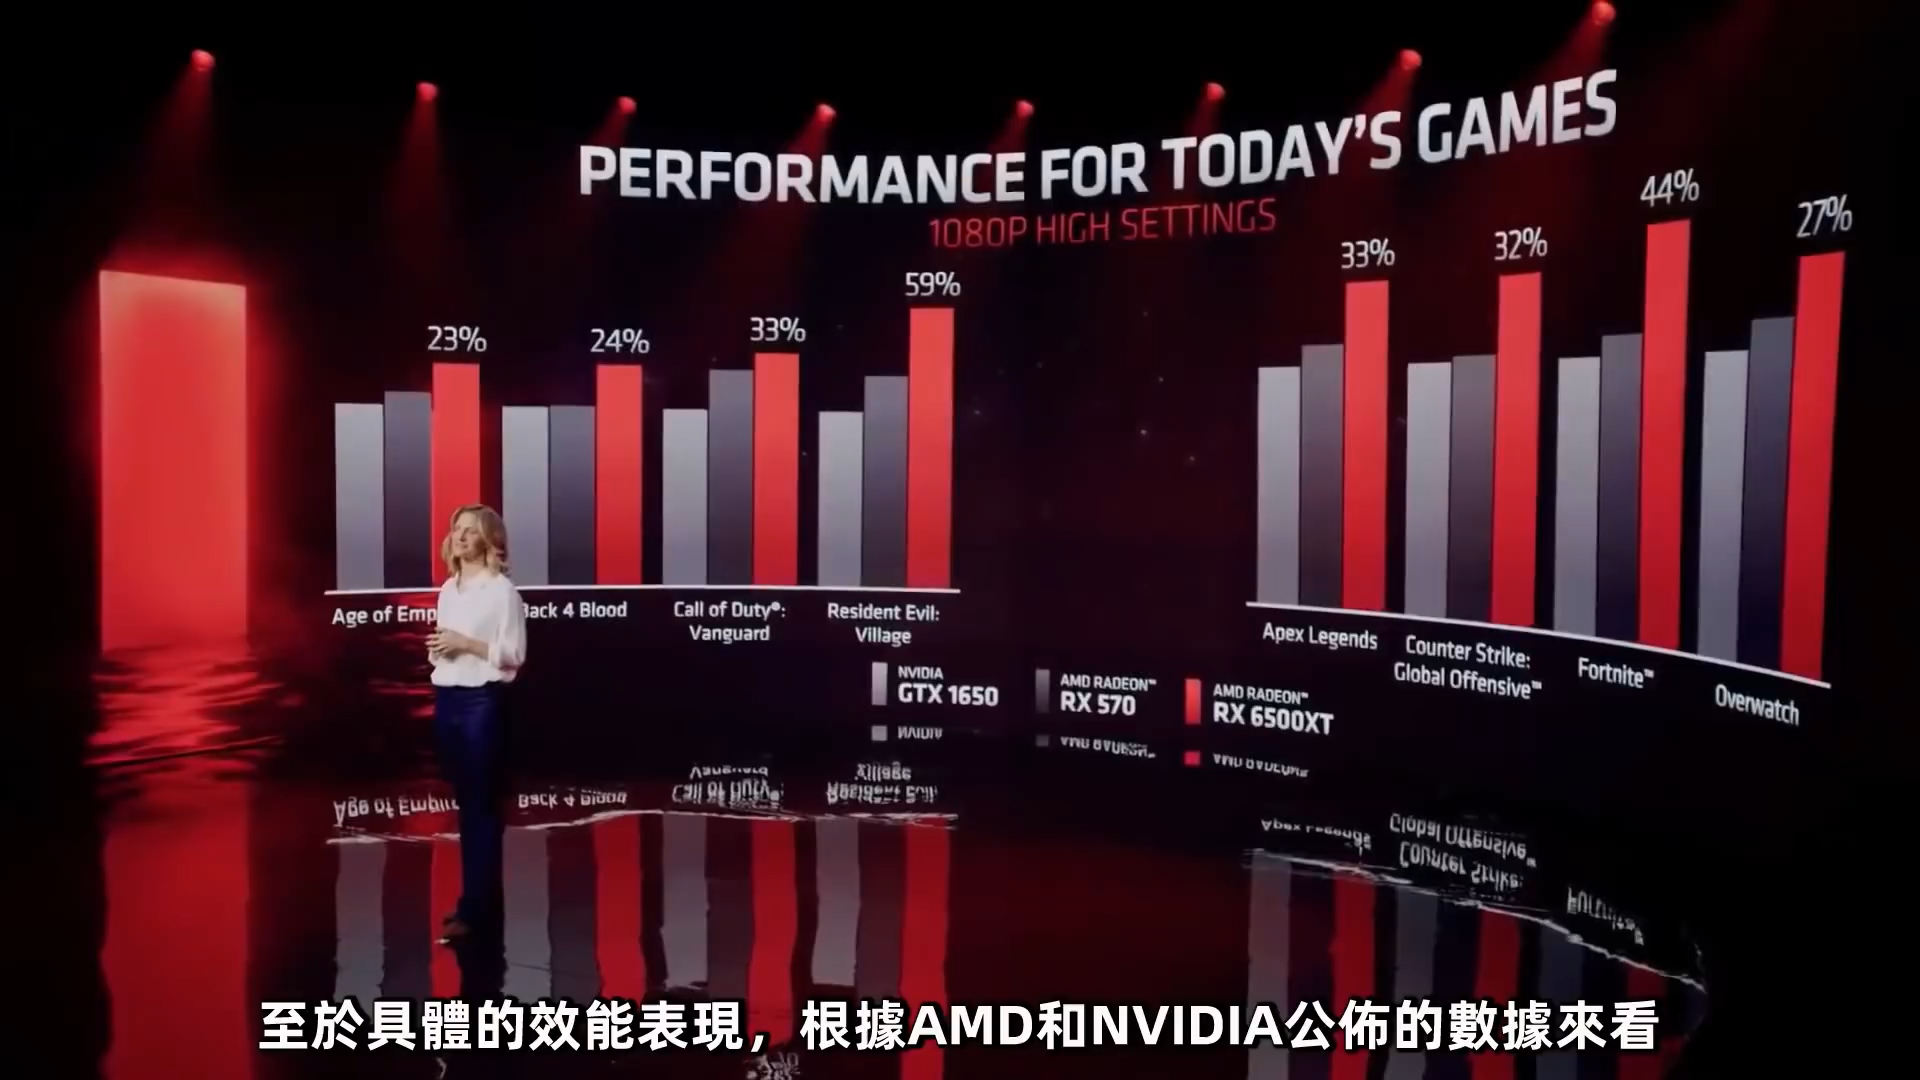 PERFORMANCE FOR TODAY'S GAMES
1080P HIGH SETTINGS
23%
24%
33%
59%
33%
32%
44%
27%
Age of Emp
Back 4 Blood
Call of Duty®:
Vanguard
Resident Evil:
Village
Apex Legends
Counter Strike:
Global Offensive™
Fortnite™
Overwatch
NVIDIA
GTX 1650
AMD RADEON™
RX 570
AMD RADEON™
RX 6500XT
至於具體的效能表現，根據AMD和NVIDIA公佈的數據來看